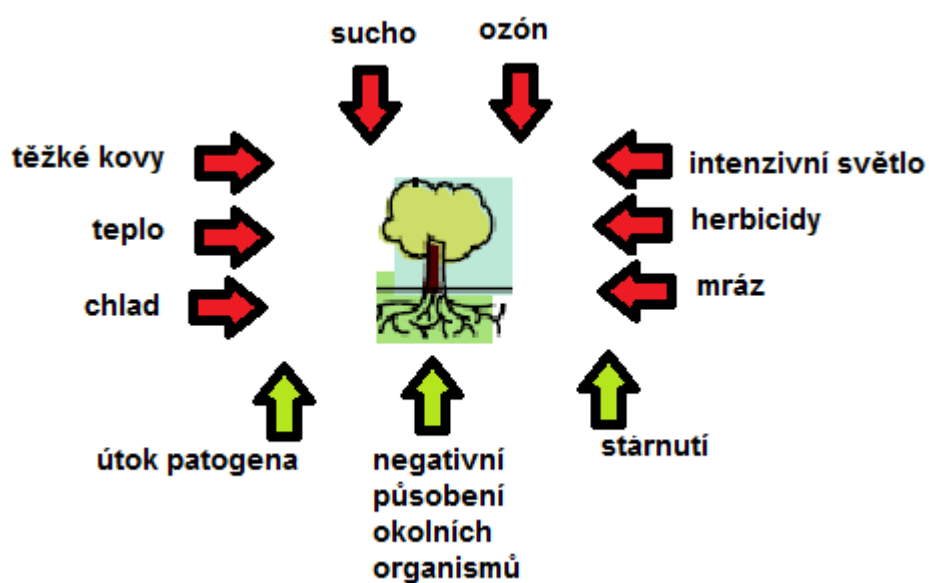 sucho
ozón
těžké kovy
intenzivní světlo
teplo
herbicidy
chlad
mráz
útok patogena
negativní
působení
okolních
organismů
stárnutí